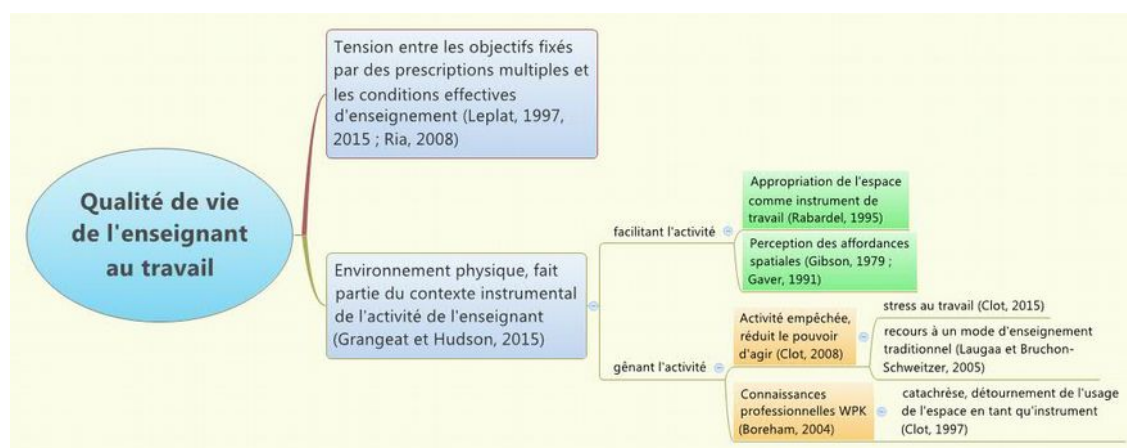 Qualité de vie
de l'enseignant
au travail
Tension entre les objectifs fixés
par des prescriptions multiples et
les conditions effectives
d'enseignement (Leplat, 1997,
2015 ; Ria, 2008)
Environnement physique, fait
partie du contexte instrumental
de l'activité de l'enseignant
(Grangeat et Hudson, 2015)
facilitant l'activité
Appropriation de l'espace
comme instrument de
travail (Rabardel, 1995)
Perception des affordances
spatiales (Gibson, 1979 ;
Gaver, 1991)
gênant l'activité
Activité empêchée,
réduit le pouvoir
d'agir (Clot, 2008)
stress au travail (Clot, 2015)
recours à un mode d'enseignement
traditionnel (Laugaa et Bruchon-
Schweitzer, 2005)
Connaissances
professionnelles WPK
(Boreham, 2004)
catachrèse, détournement de l'usage
de l'espace en tant qu'instrument
(Clot, 1997)